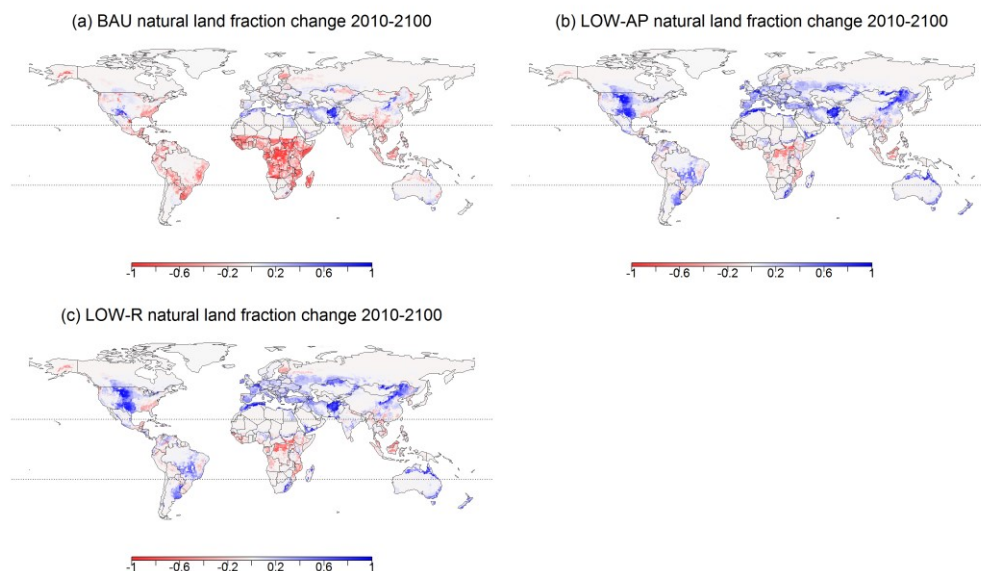 (a) BAU natural land fraction change 2010-2100
(b) LOW-AP natural land fraction change 2010-2100
-1 -0.6 -0.2 0.2 0.6 1
-1 -0.6 -0.2 0.2 0.6 1
(c) LOW-R natural land fraction change 2010-2100
-1 -0.6 -0.2 0.2 0.6 1